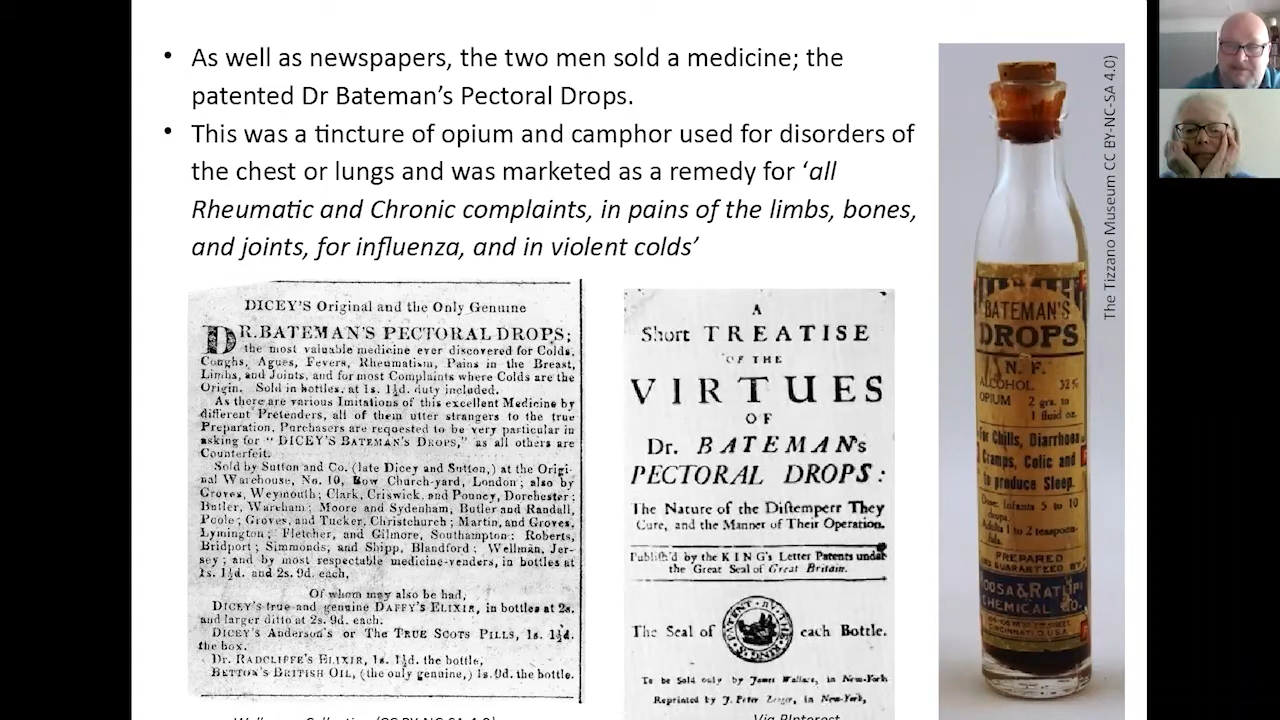 • As well as newspapers, the two men sold a medicine; the
patented Dr Bateman’s Pectoral Drops.
• This was a tincture of opium and camphor used for disorders of
the chest or lungs and was marketed as a remedy for ‘all
Rheumatic and Chronic complaints, in pains of the limbs, bones,
and joints, for influenza, and in violent colds’
DICEY'S Original and the Only Genuine
DR. BATEMAN'S PECTORAL DROPS;
the most valuable medicine ever discovered for Colds,
Coughs, Agues, Fevers, Rheumatism, Pains in the Breast,
Limbs, and Joints, and for most Complaints where Colds are the
Origin. Sold in bottles, at 1s. 1½d. duty included.
As there are various Imitations of this excellent Medicine by
different Pretenders, all of them utter strangers to the true
Preparation, Purchasers are requested to be very particular in
asking for "DICEY'S BATEMAN'S DROPS," as all others are
Counterfeit.
Sold by Sutton and Co. (late Dicey and Sutton,) at the Origi-
nal Warehouse, No. 10, Bow Church-yard, London; also by
Groves, Weymouth; Clark, Criswick, and Pouncy, Dorchester;
Butler, Wareham; Moore and Sydenham, Butler and Randall,
Poole; Groves, and Tucker, Christchurch; Martin, and Groves,
Lymington; Fletcher, and Gilmore, Southampton; Roberts,
Bridport; Simmonds, and Shipp, Blandford; Wellman, Jer-
sey; and by most respectable medicine-venders, in bottles at
1s. 1½d. and 2s. 9d. each,
Of whom may also be had,
DICEY'S true and genuine DAFFY'S ELIXIR, in bottles at 2s.
and larger ditto at 2s. 9d. each.
DICEY'S Anderson's or The TRUE SCOTS PILLS, 1s. 1½d.
the box.
Dr. RADCLIFFE'S ELIXIR, 1s. 1½d. the bottle,
BETTON'S BRITISH OIL, (the only genuine,) 1s. 9d. the bottle.
A
Short TREATISE
OF THE
VIRTUES
OF
Dr. BATEMAN's
PECTORAL DROPS:
The Nature of the Diſtempers They
Cure, and the Manner of Their Operation.
Publiſh'd by the KING's Letter Patents under
the Great Seal of Great Britain.
The Seal of
PATENT BY THE KING
each Bottle.
To be Sold only by James Wallace, in New-York
Reprinted by J. Peter Zenger, in New-York,
Via PInterest
The Tizzano Museum CC BY-NC-SA 4.0)
BATEMAN'S
DROPS
N. F.
ALCOHOL 32%
OPIUM 2 grs. to
1 fluid oz.
For Chills, Diarrhoea
Cramps, Colic and
to produce Sleep.
Dose: Infants 5 to 10
drops.
Adults 1 to 2 teaspoon-
fuls.
PREPARED
AND GUARANTEED BY
CHEMICAL CO.
CINCINNATI O. U.S.A.